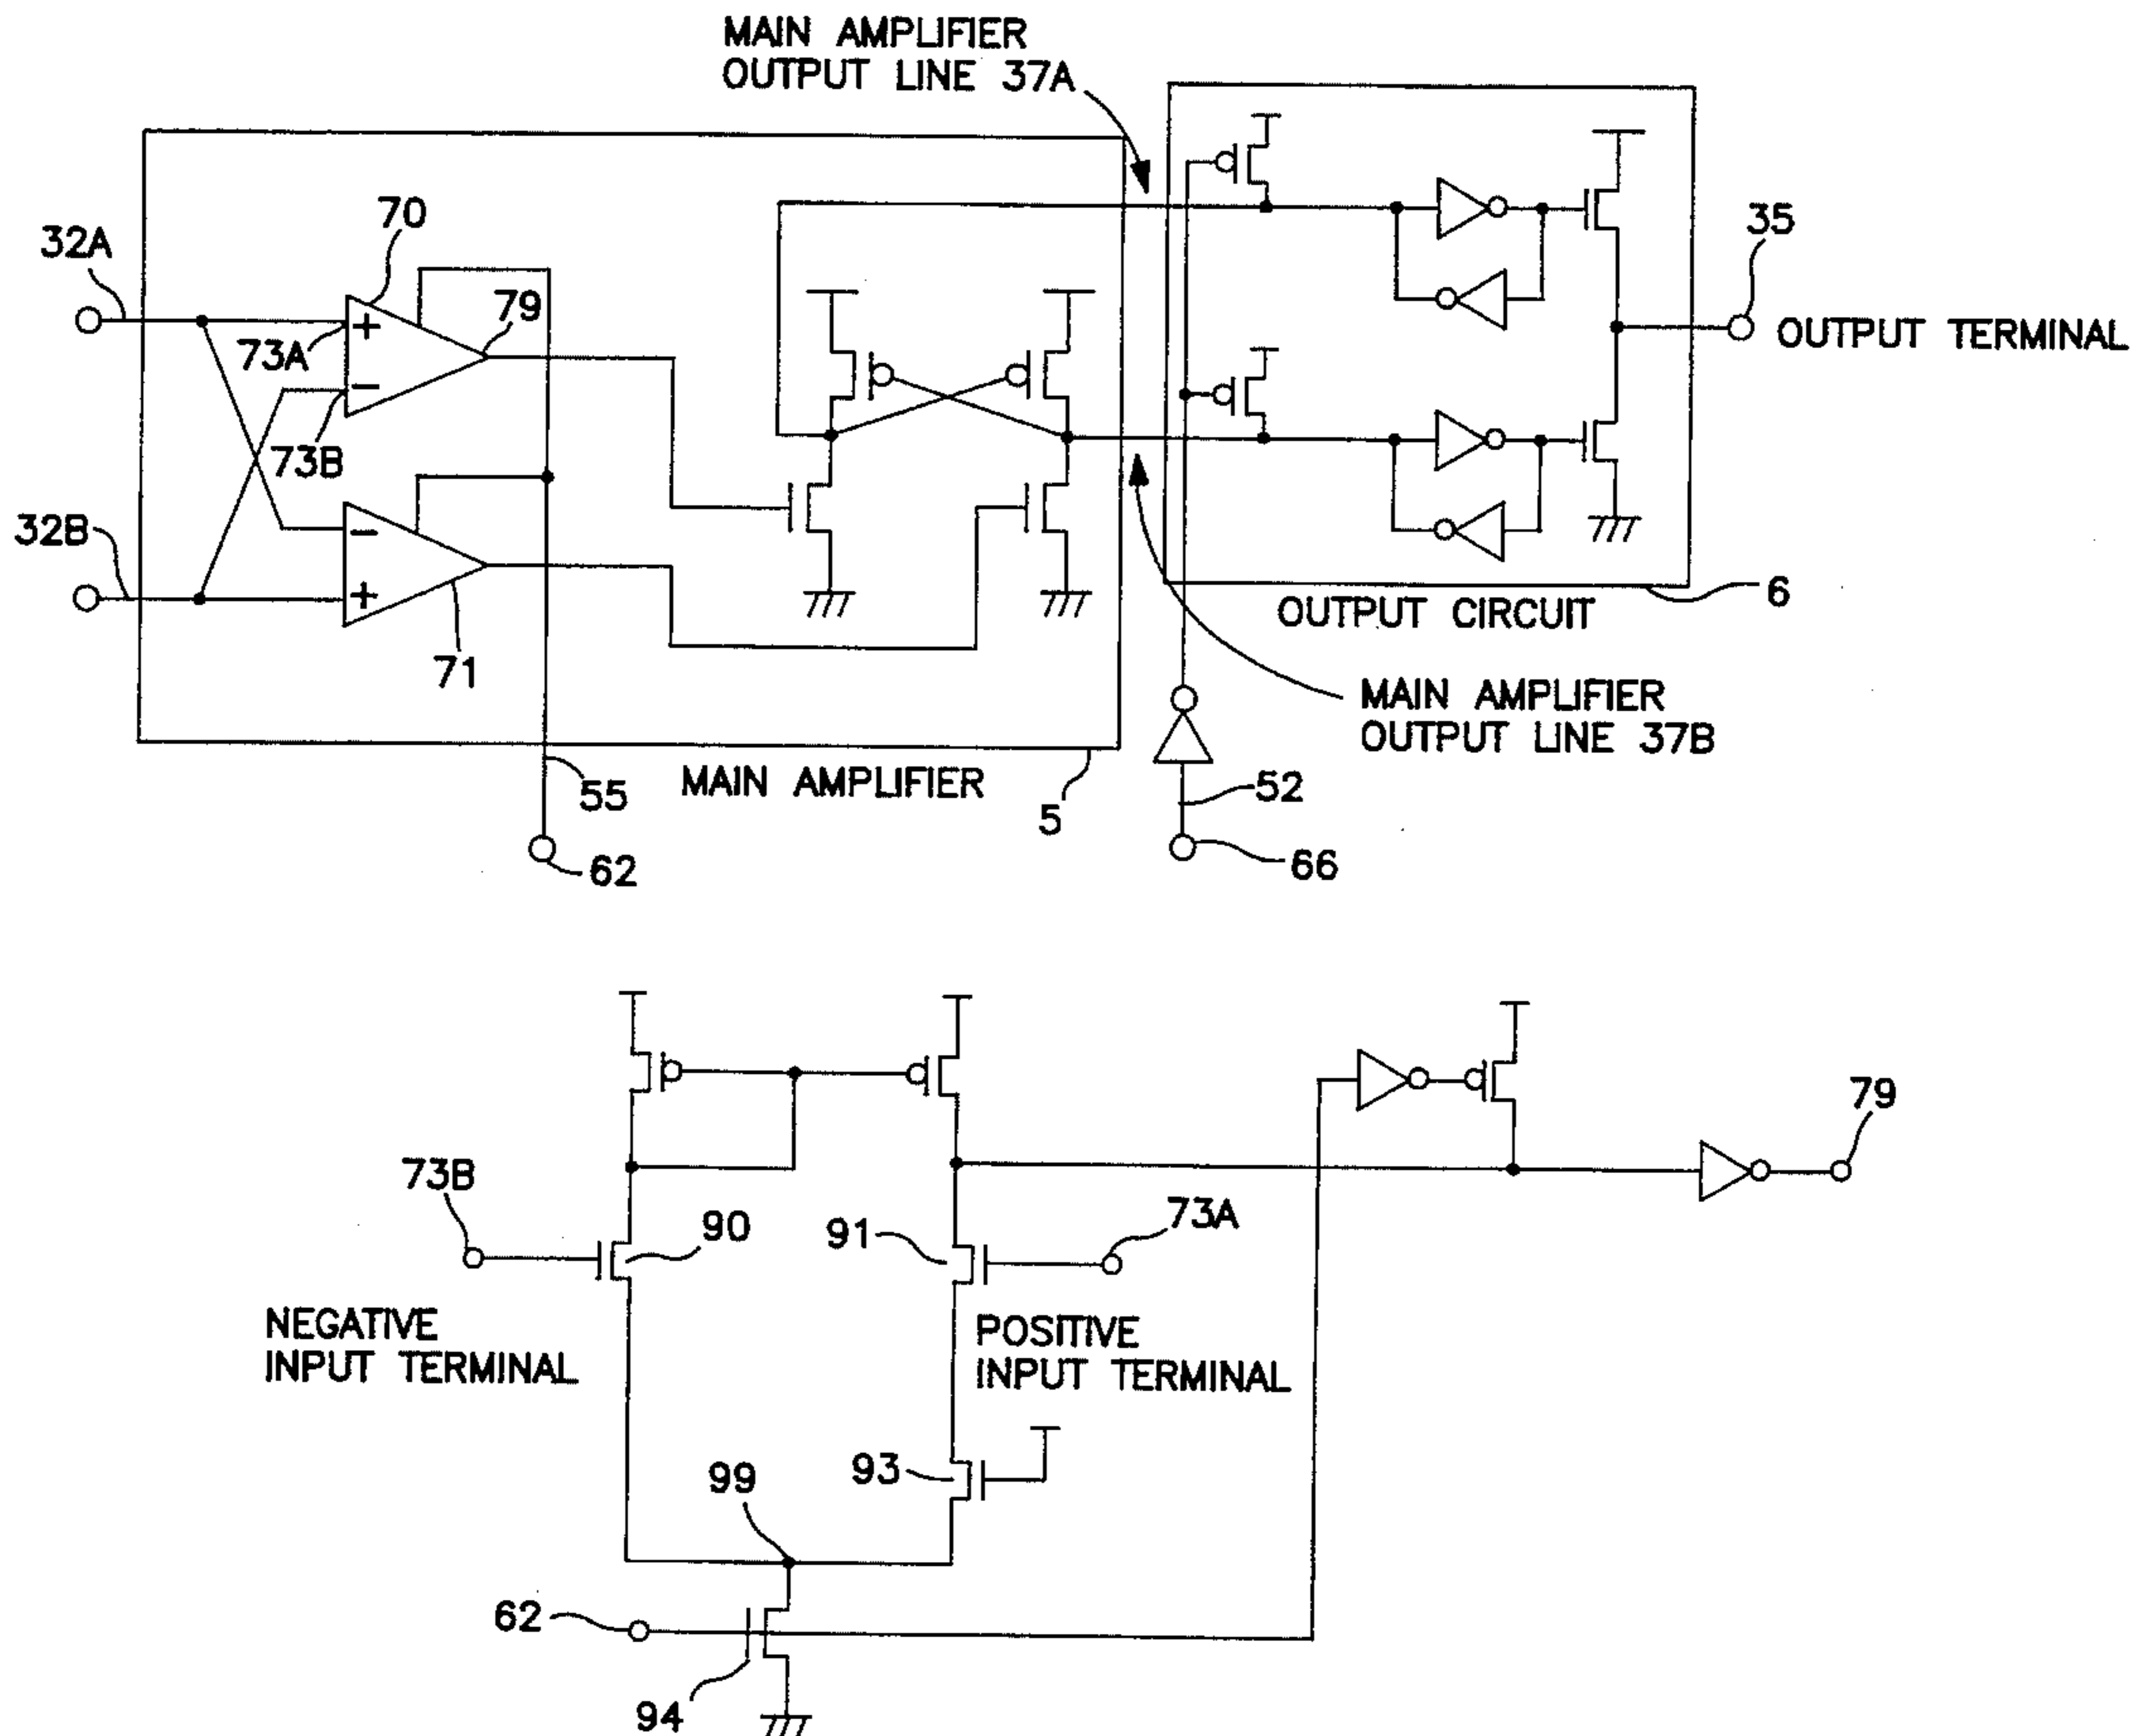 MAIN AMPLIFIER
OUTPUT LINE 37A
70
32A
79
35
73A
+
−
73B
OUTPUT TERMINAL
32B
−
+
71
OUTPUT CIRCUIT
6
MAIN AMPLIFIER
OUTPUT LINE 37B
MAIN AMPLIFIER
55
5
52
62
66
79
73B
90
91
73A
NEGATIVE
INPUT TERMINAL
POSITIVE
INPUT TERMINAL
93
99
62
94